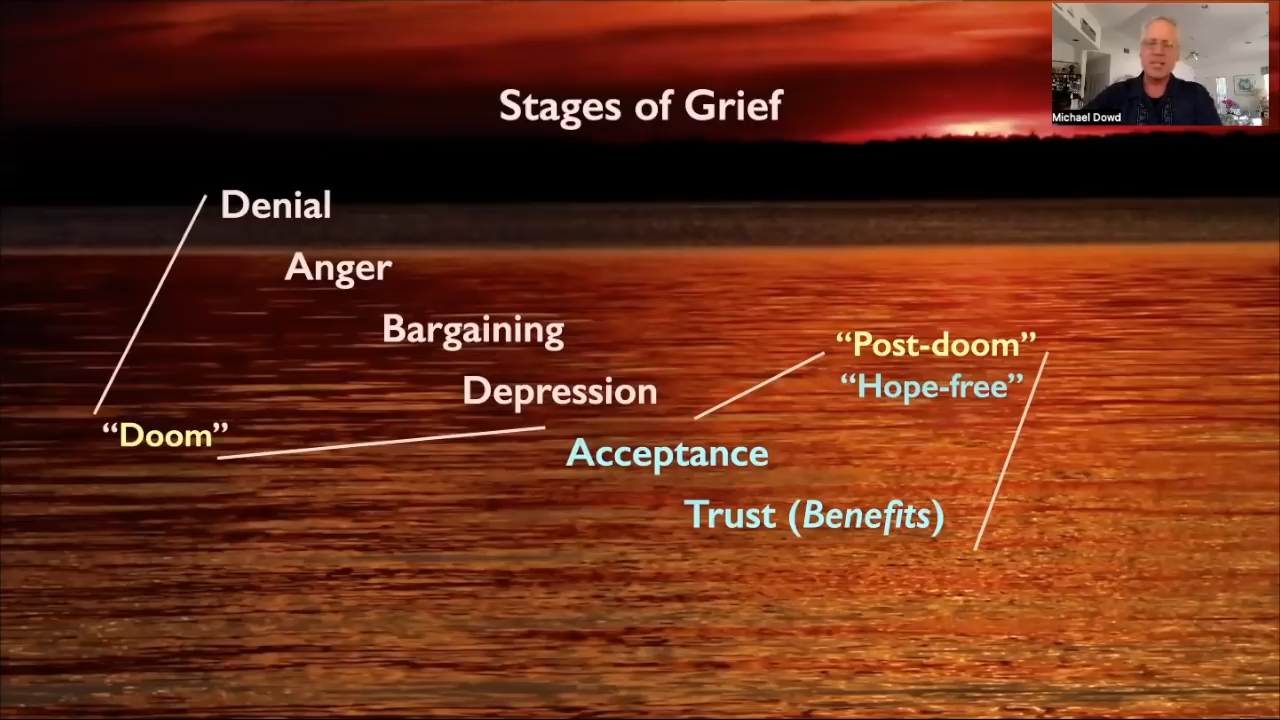 Michael Dowd
Stages of Grief
Denial
Anger
Bargaining
“Post-doom”
“Hope-free”
Depression
“Doom”
Acceptance
Trust (Benefits)